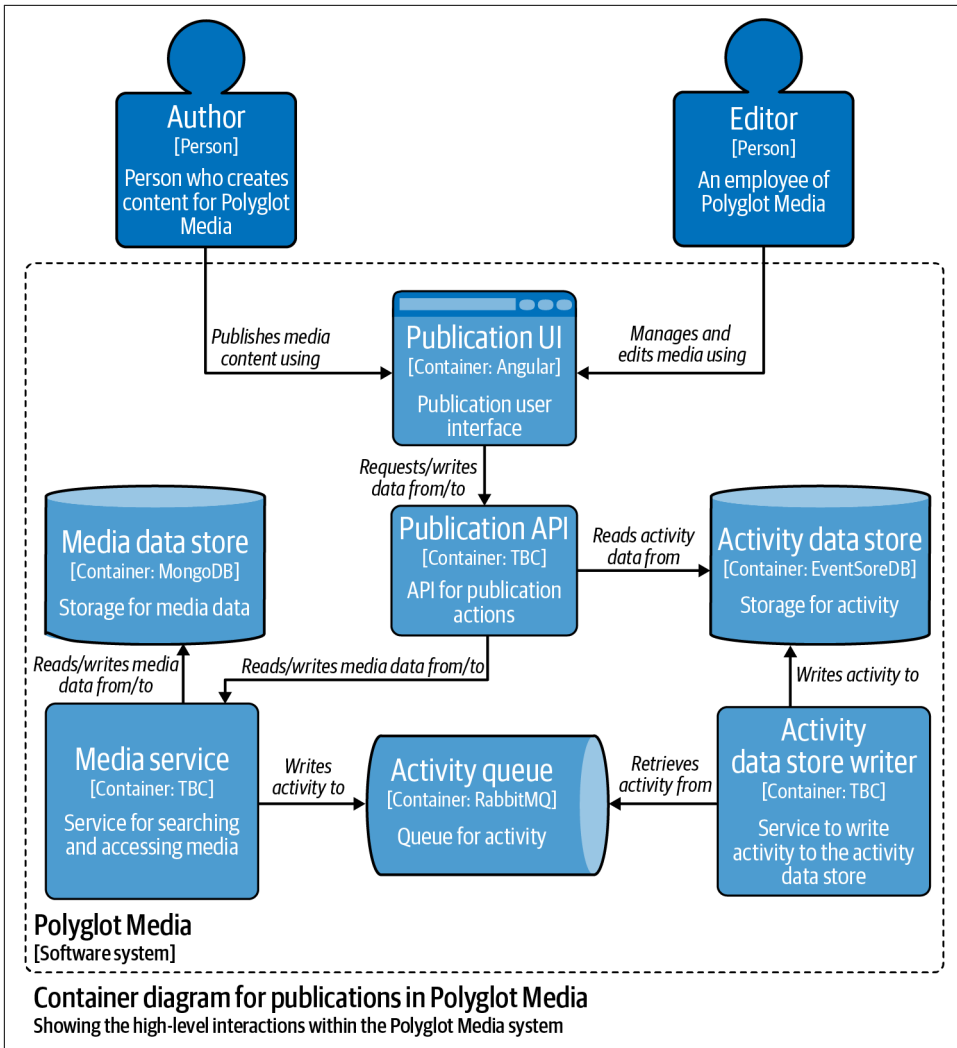 Author
[Person]
Person who creates
content for Polyglot
Media
Editor
[Person]
An employee of
Polyglot Media
Publishes media
content using
Publication UI
[Container: Angular]
Publication user
interface
Manages and
edits media using
Requests/writes
data from/to
Media data store
[Container: MongoDB]
Storage for media data
Publication API
[Container: TBC]
API for publication
actions
Reads activity
data from
Activity data store
[Container: EventSoreDB]
Storage for activity
Reads/writes media
data from/to
Reads/writes media data from/to
Writes activity to
Media service
[Container: TBC]
Service for searching
and accessing media
Writes
activity to
Activity queue
[Container: RabbitMQ]
Queue for activity
Retrieves
activity from
Activity
data store writer
[Container: TBC]
Service to write
activity to the activity
data store
Polyglot Media
[Software system]
Container diagram for publications in Polyglot Media
Showing the high-level interactions within the Polyglot Media system